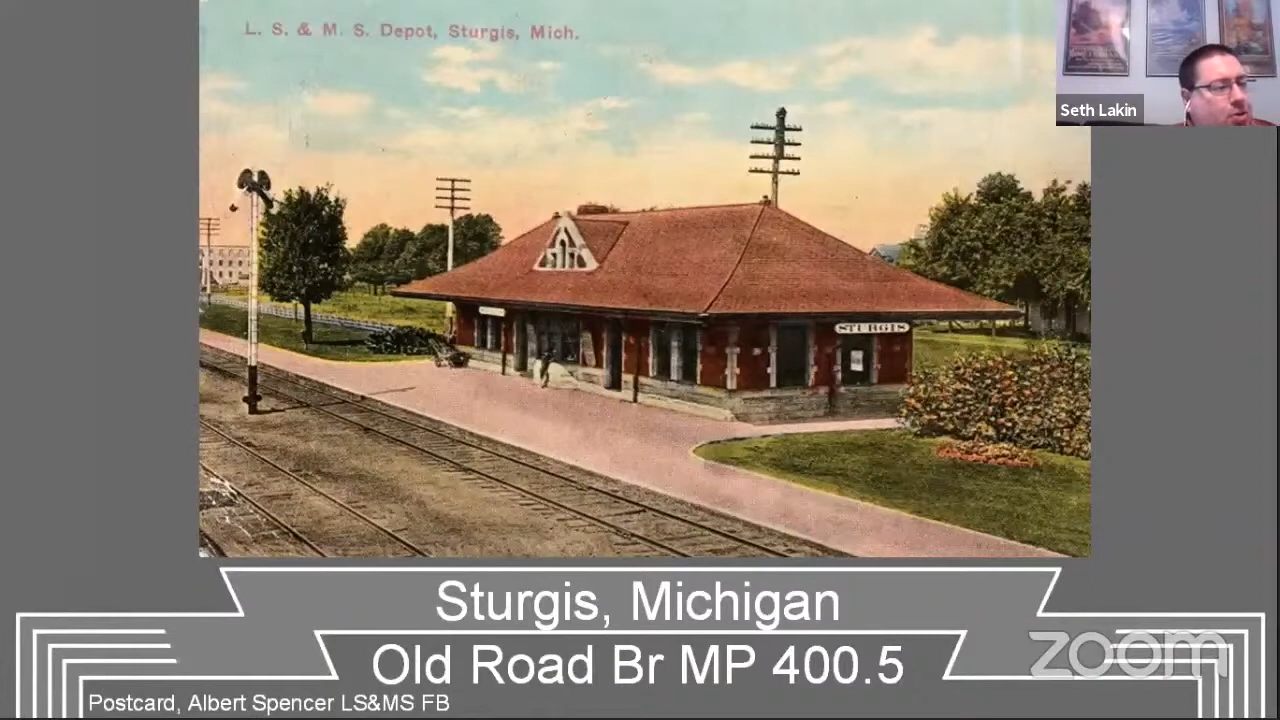 L. S. & M. S. Depot, Sturgis, Mich.
Seth Lakin
STURGIS
Sturgis, Michigan
Old Road Br MP 400.5
zoom
Postcard, Albert Spencer LS&MS FB